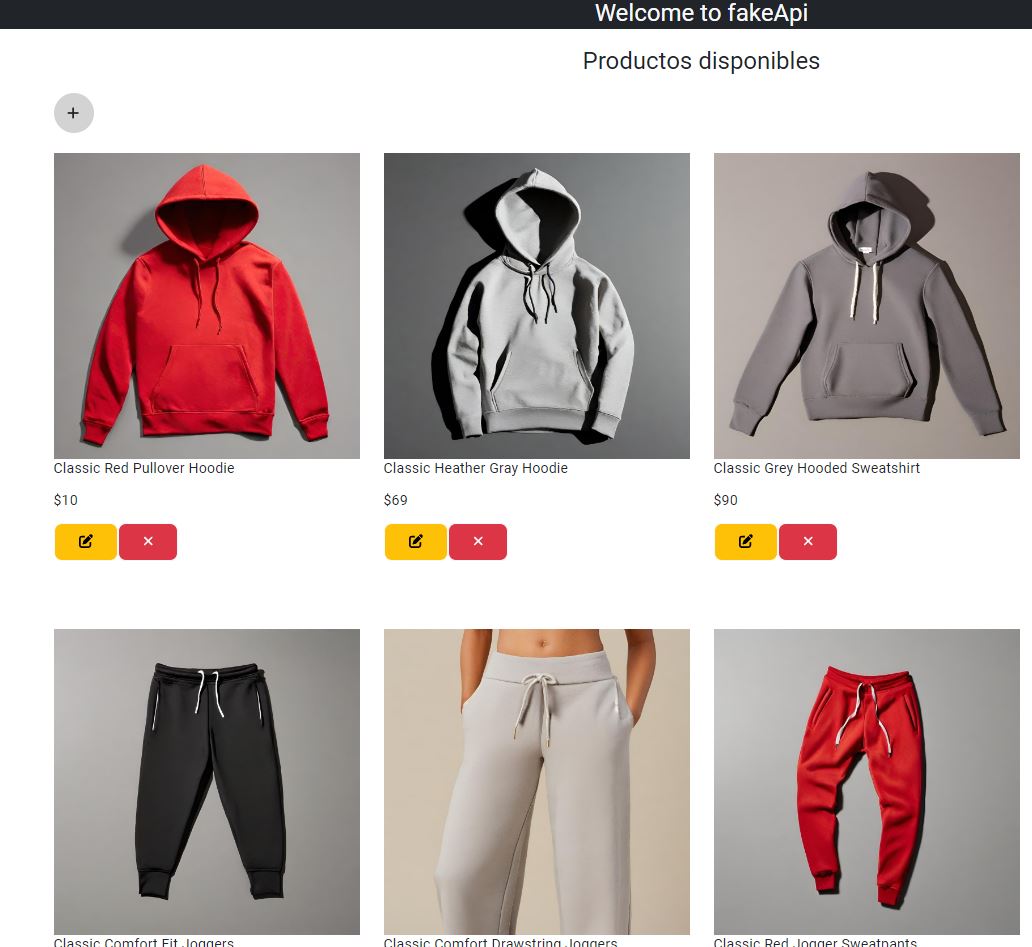 Welcome to fakeApi
Productos disponibles
+
Classic Red Pullover Hoodie
Classic Heather Gray Hoodie
Classic Grey Hooded Sweatshirt
$10
$69
$90
Classic Comfort Fit Joggers
Classic Comfort Drawstring Joggers
Classic Red Jogger Sweatpants